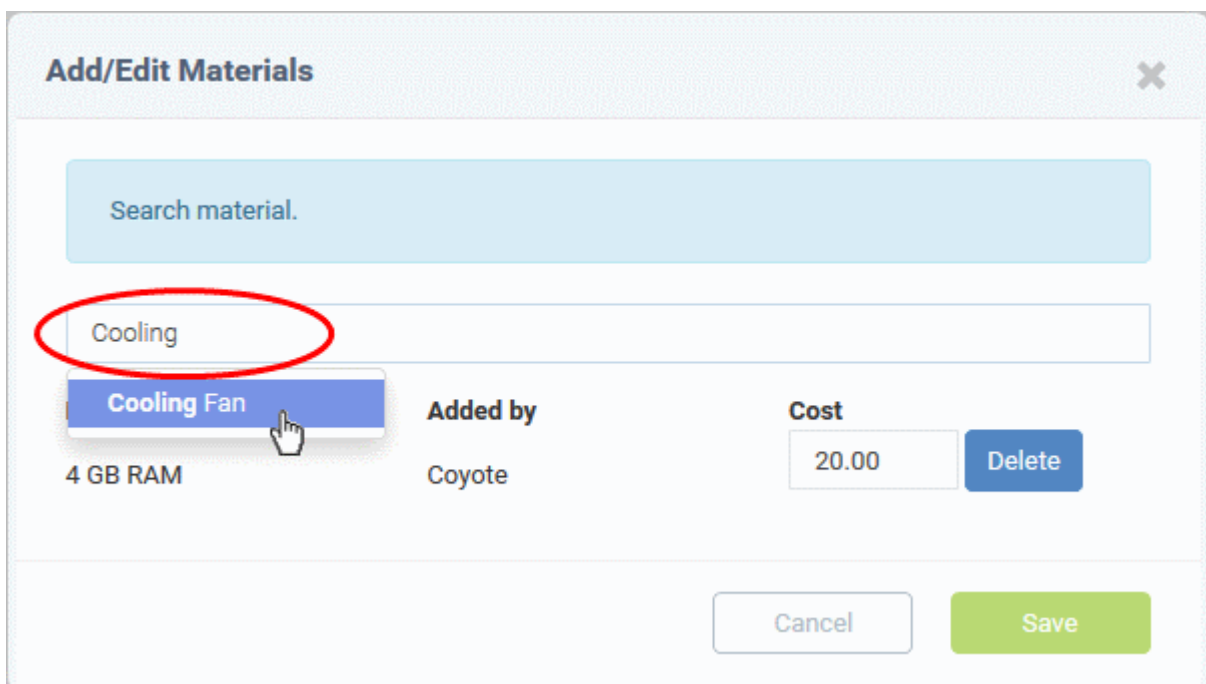 Add/Edit Materials
Search material.
Cooling
Cooling Fan
Added by
Cost
4 GB RAM
Coyote
20.00
Delete
Cancel
Save